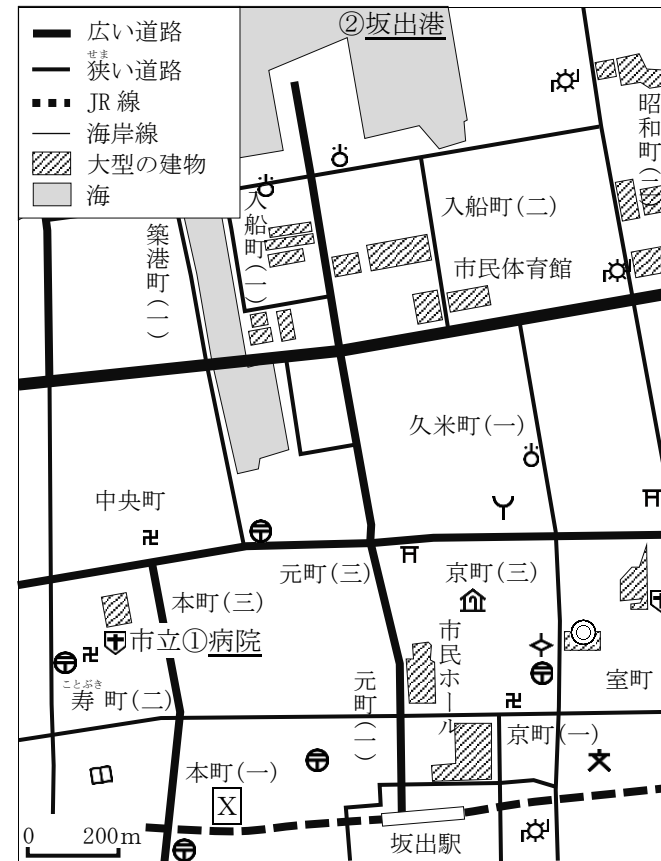 広い道路
せま
狭い道路
JR線
海岸線
大型の建物
海
②坂出港
昭和町(二)
入船町(二)
入船町(一)
築港町(一)
市民体育館
久米町(一)
中央町
元町(三)
京町(三)
本町(三)
市立①病院
市民ホール
室町
ことぶき
寿町(二)
元町(一)
京町(一)
本町(一)
X
坂出駅
0 200m